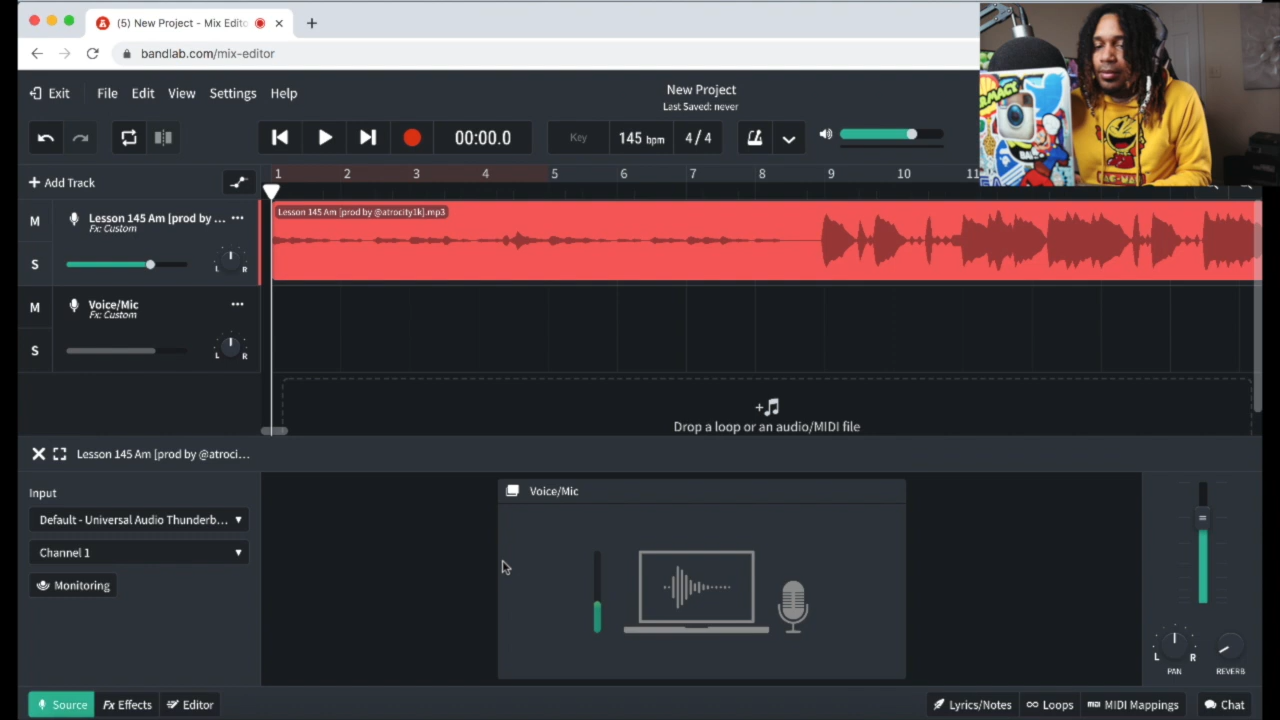 (5) New Project - Mix Edito
bandlab.com/mix-editor
Exit File Edit View Settings Help
New Project
Last Saved: never
00:00.0 Key 145 bpm 4/4
Add Track
1 2 3 4 5 6 7 8 9 10 11
M Lesson 145 Am [prod by ...
Fx: Custom
S L R
Lesson 145 Am [prod by @atrocity1k].mp3
M Voice/Mic
Fx: Custom
S L R
Drop a loop or an audio/MIDI file
Lesson 145 Am [prod by @atroci...
Input
Default - Universal Audio Thunderb...
Channel 1
Monitoring
Voice/Mic
L R
PAN REVERB
Source Fx Effects Editor Lyrics/Notes Loops MIDI Mappings Chat